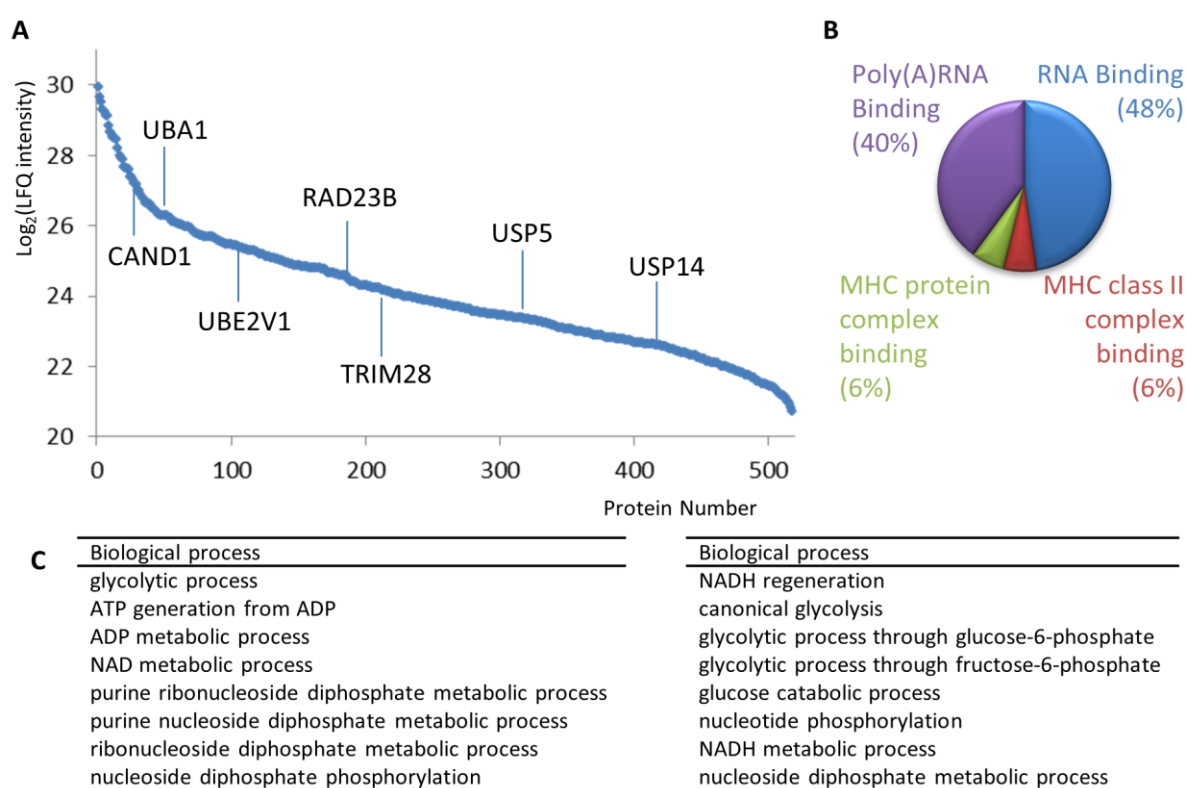 A
Log2(LFQ intensity)
30
28
26
24
22
20
0
100
200
300
400
500
Protein Number
UBA1
CAND1
UBE2V1
RAD23B
TRIM28
USP5
USP14
B
Poly(A)RNA
Binding
(40%)
RNA Binding
(48%)
MHC protein
complex
binding
(6%)
MHC class II
complex
binding
(6%)
C
Biological process
glycolytic process
ATP generation from ADP
ADP metabolic process
NAD metabolic process
purine ribonucleoside diphosphate metabolic process
purine nucleoside diphosphate metabolic process
ribonucleoside diphosphate metabolic process
nucleoside diphosphate phosphorylation
Biological process
NADH regeneration
canonical glycolysis
glycolytic process through glucose-6-phosphate
glycolytic process through fructose-6-phosphate
glucose catabolic process
nucleotide phosphorylation
NADH metabolic process
nucleoside diphosphate metabolic process